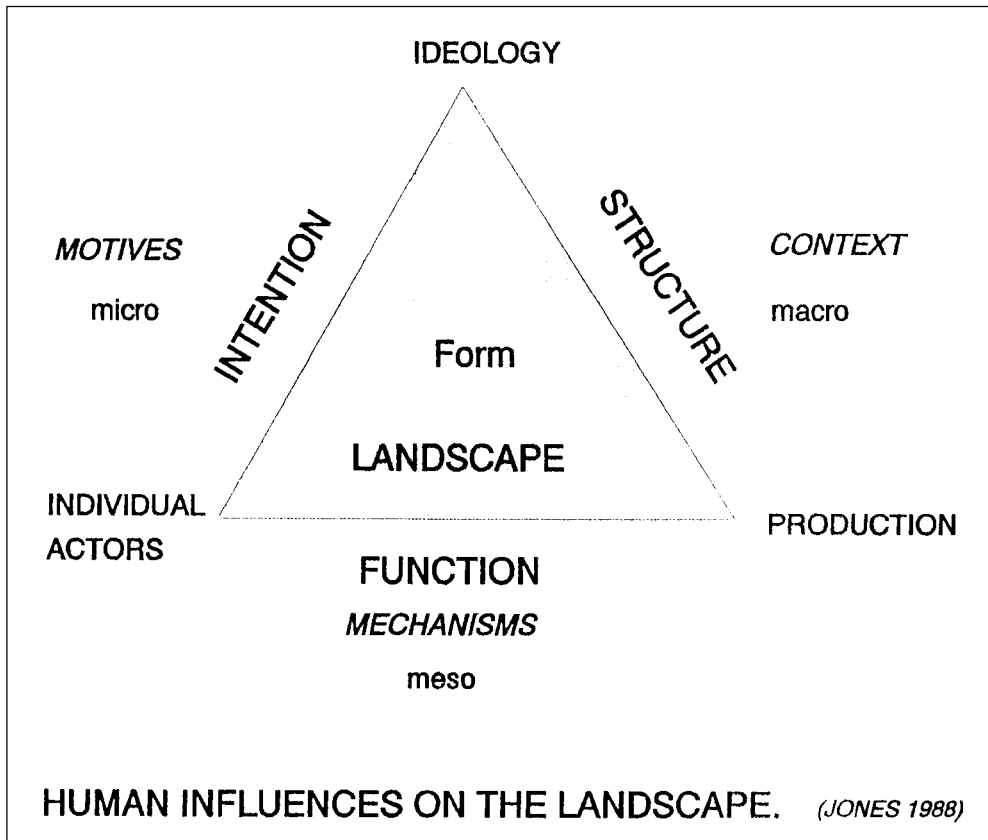 IDEOLOGY
MOTIVES
micro
INTENTION
STRUCTURE
CONTEXT
macro
Form
LANDSCAPE
INDIVIDUAL
ACTORS
PRODUCTION
FUNCTION
MECHANISMS
meso
HUMAN INFLUENCES ON THE LANDSCAPE. (JONES 1988)